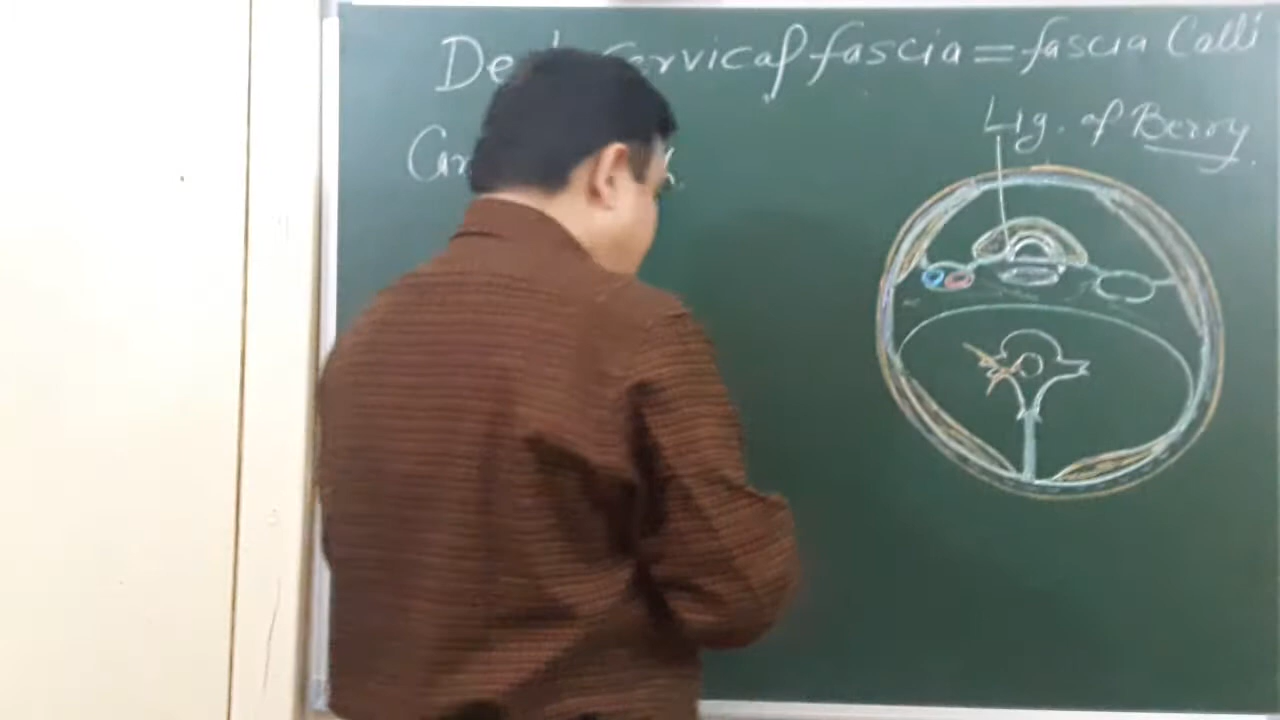 cervical fascia = fascia Colli
Lig. of Berry